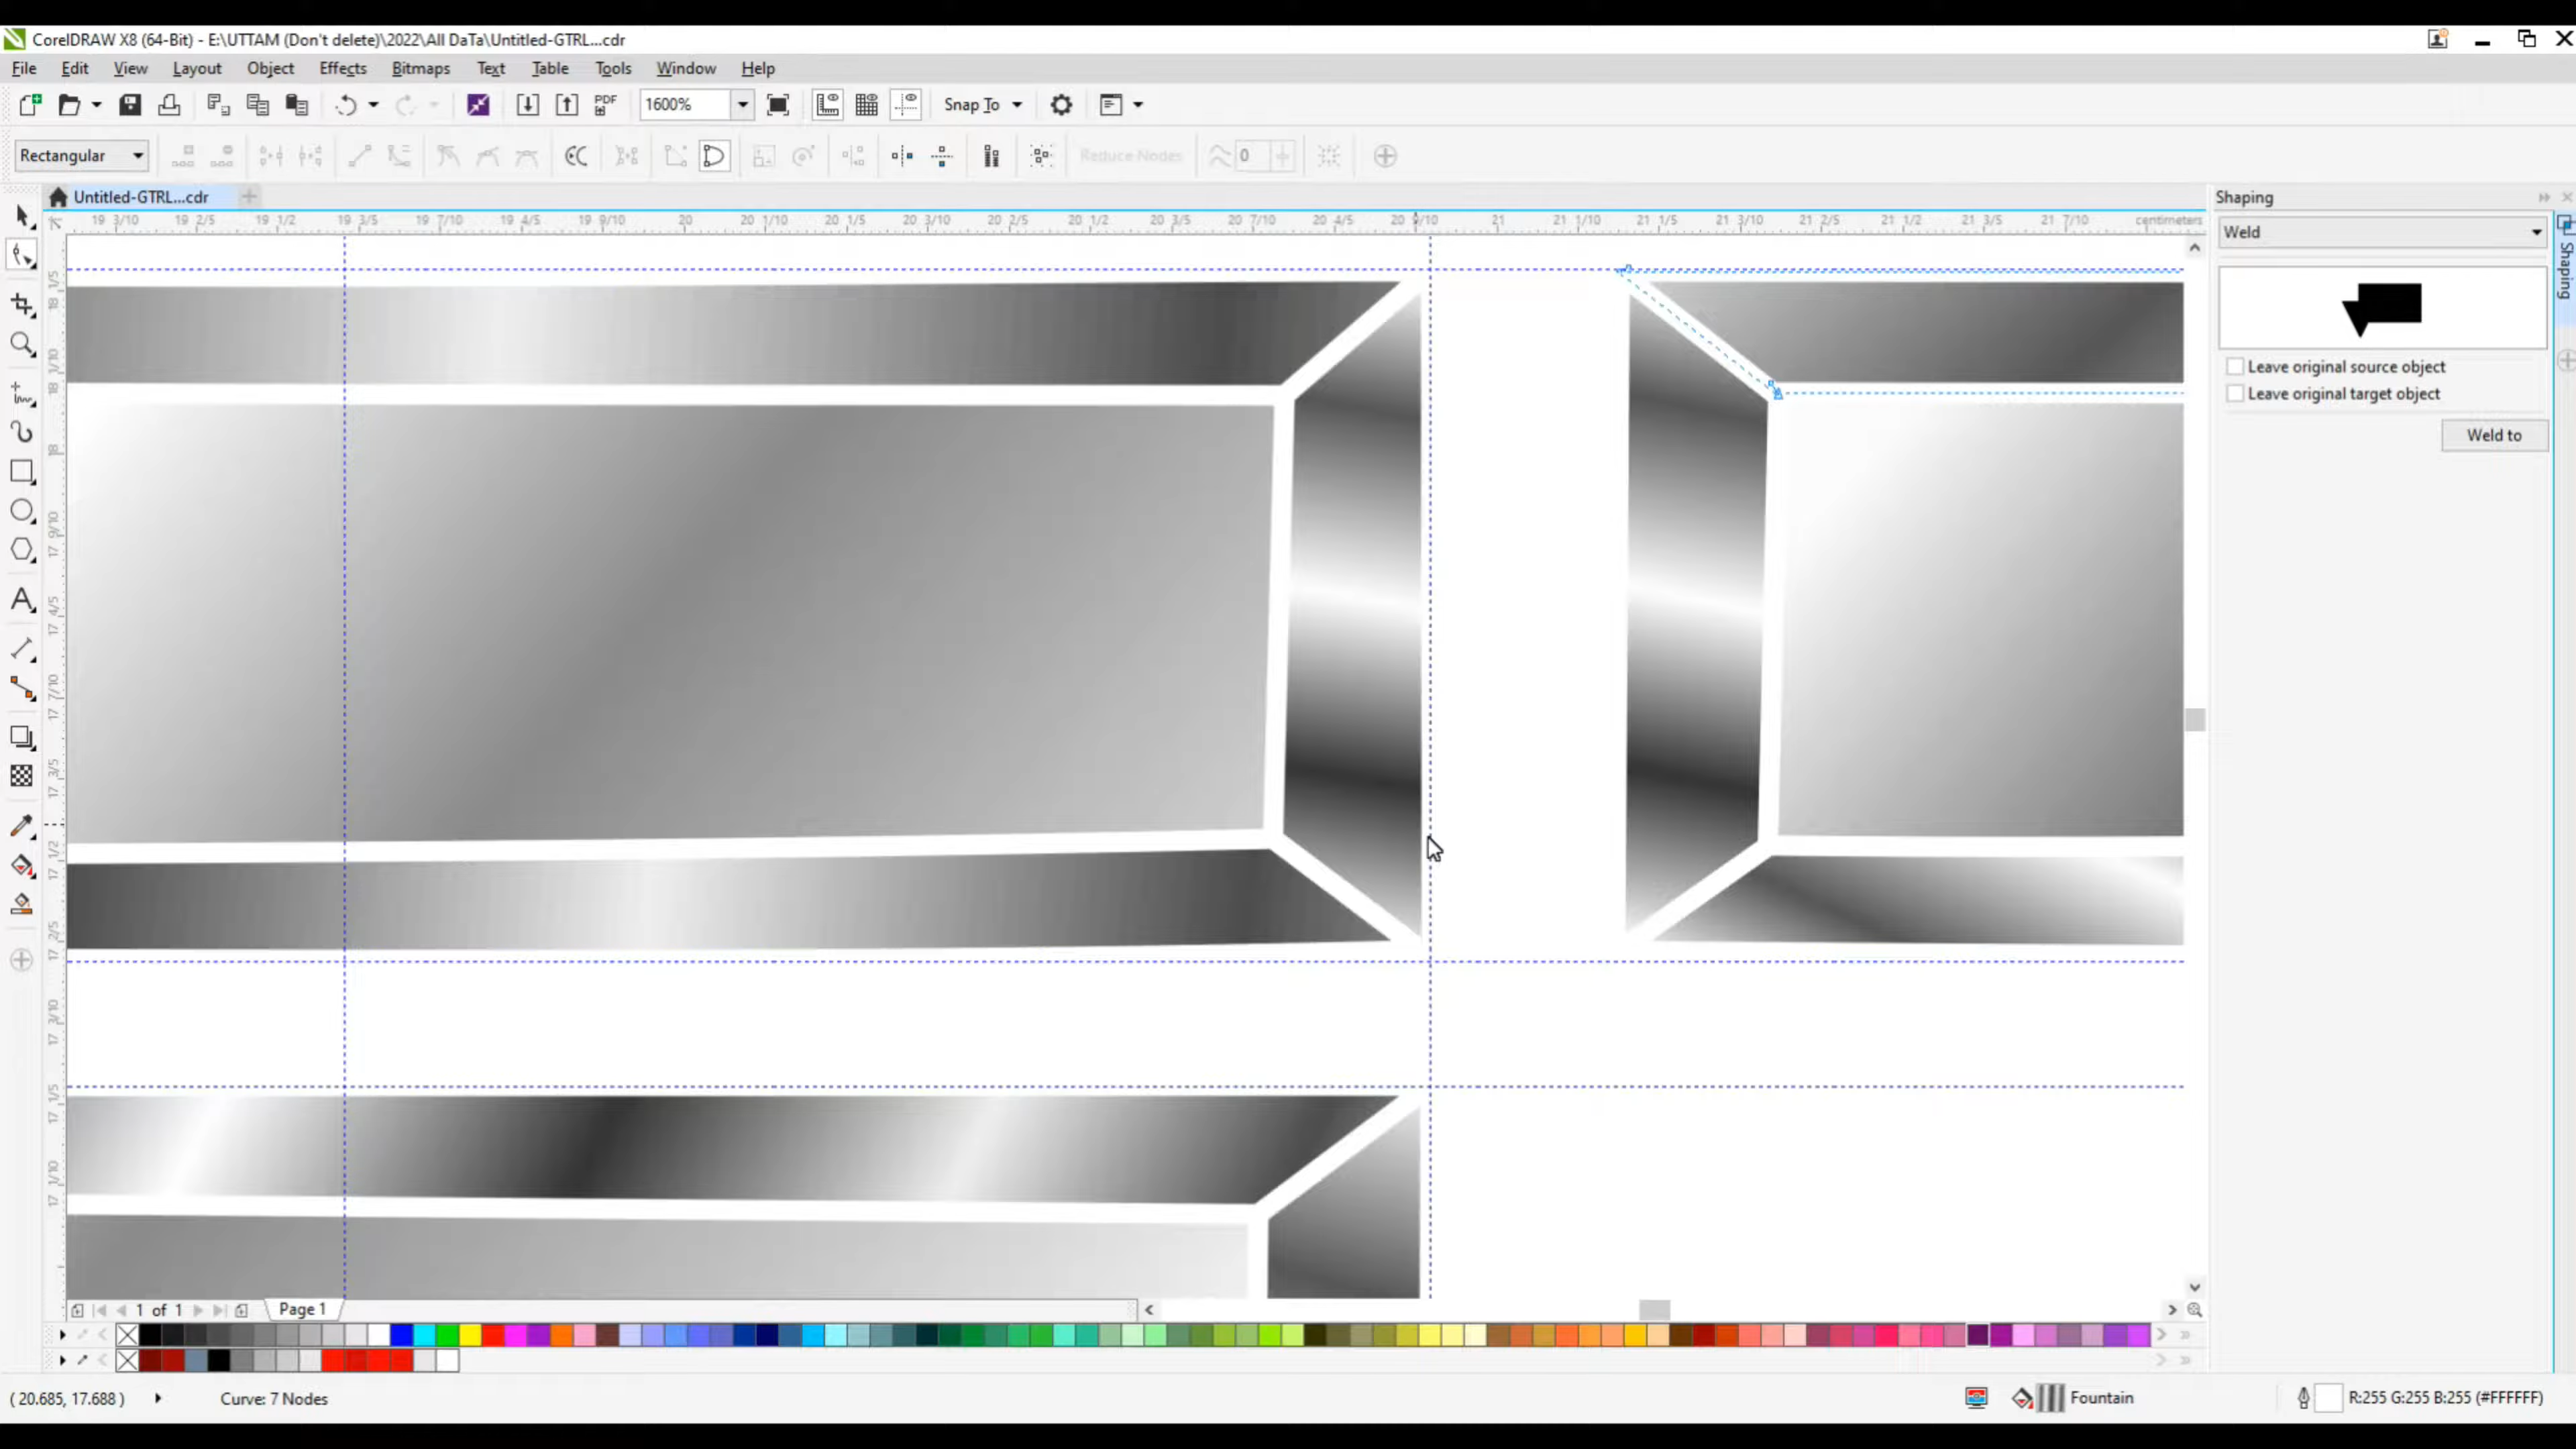 CorelDRAW X8 (64-Bit) - E:\UTTAM (Don't delete)\2022\All DaTa\Untitled-GTRL...cdr
File Edit View Layout Object Effects Bitmaps Text Table Tools Window Help
PDF 1600% Snap To
Rectangular Reduce Nodes 0
Untitled-GTRL...cdr
19 3/10 19 2/5 19 1/2 19 3/5 19 7/10 19 4/5 19 9/10 20 20 1/10 20 1/5 20 3/10 20 2/5 20 1/2 20 3/5 20 7/10 20 4/5 20 9/10 21 21 1/10 21 1/5 21 3/10 21 2/5 21 1/2 21 3/5 21 7/10 centimeters
Shaping
Weld
Shaping
Leave original source object
Leave original target object
Weld to
1 of 1 Page 1
( 20.685, 17.688 ) Curve: 7 Nodes Fountain R:255 G:255 B:255 (#FFFFFF)